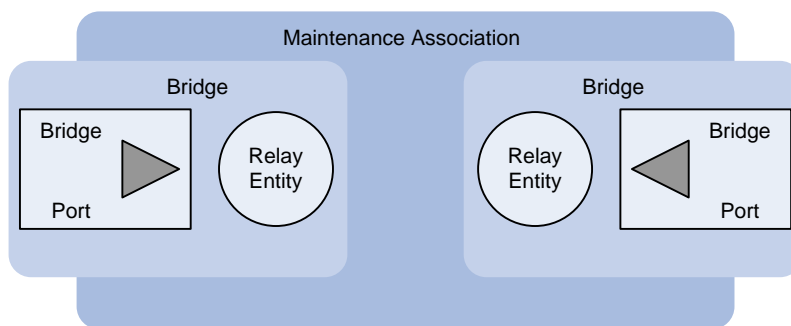 Maintenance Association
Bridge
Bridge
Port
Relay
Entity
Bridge
Relay
Entity
Bridge
Port